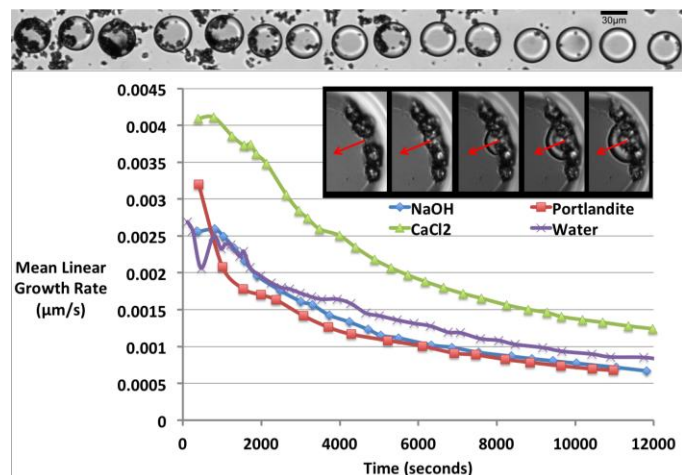 30µm
0.0045
0.004
0.0035
0.003
0.0025
0.002
0.0015
0.001
0.0005
0
Mean Linear
Growth Rate
(µm/s)
NaOH
Portlandite
CaCl2
Water
0 2000 4000 6000 8000 10000 12000
Time (seconds)